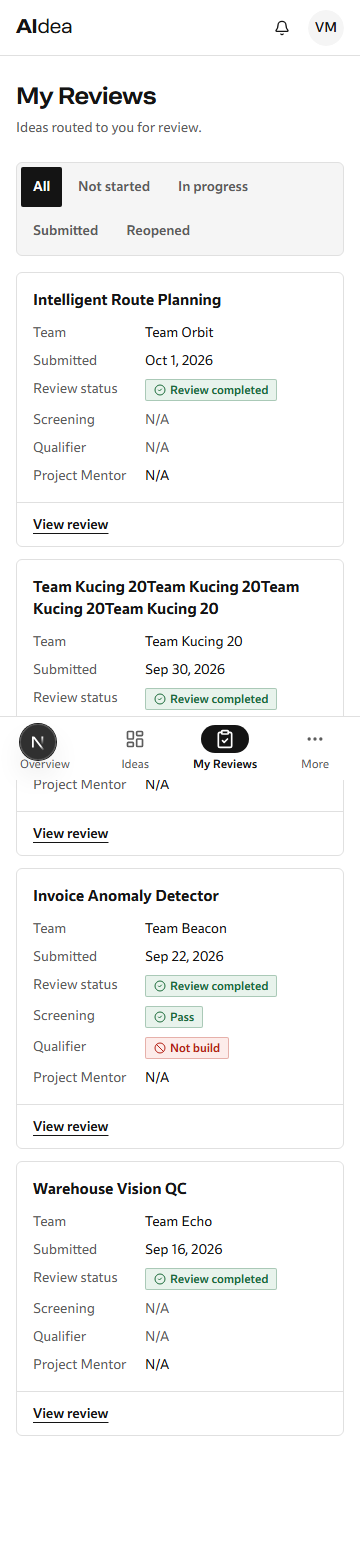 AIdea
VM
My Reviews
Ideas routed to you for review.
All Not started In progress
Submitted Reopened
Intelligent Route Planning
Team Team Orbit
Submitted Oct 1, 2026
Review status Review completed
Screening N/A
Qualifier N/A
Project Mentor N/A
View review
Team Kucing 20Team Kucing 20Team
Kucing 20Team Kucing 20
Team Team Kucing 20
Submitted Sep 30, 2026
Review status Review completed
N
Overview Ideas My Reviews More
Project Mentor N/A
View review
Invoice Anomaly Detector
Team Team Beacon
Submitted Sep 22, 2026
Review status Review completed
Screening Pass
Qualifier Not build
Project Mentor N/A
View review
Warehouse Vision QC
Team Team Echo
Submitted Sep 16, 2026
Review status Review completed
Screening N/A
Qualifier N/A
Project Mentor N/A
View review